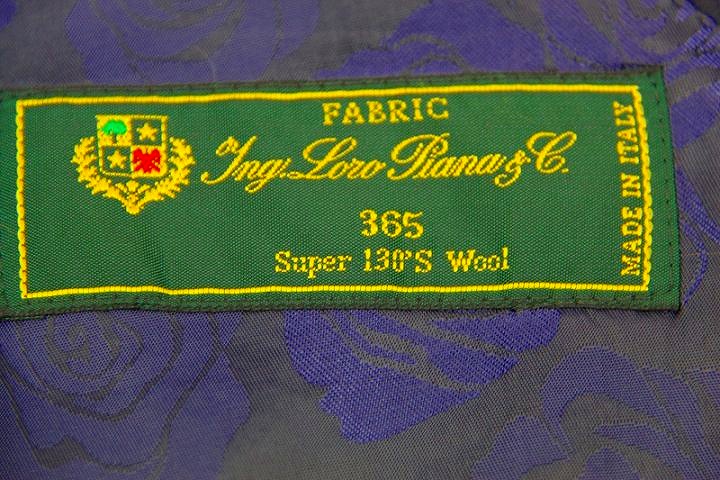 FABRIC
Ing. Loro Piana & C.
365
Super 130'S Wool
MADE IN ITALY